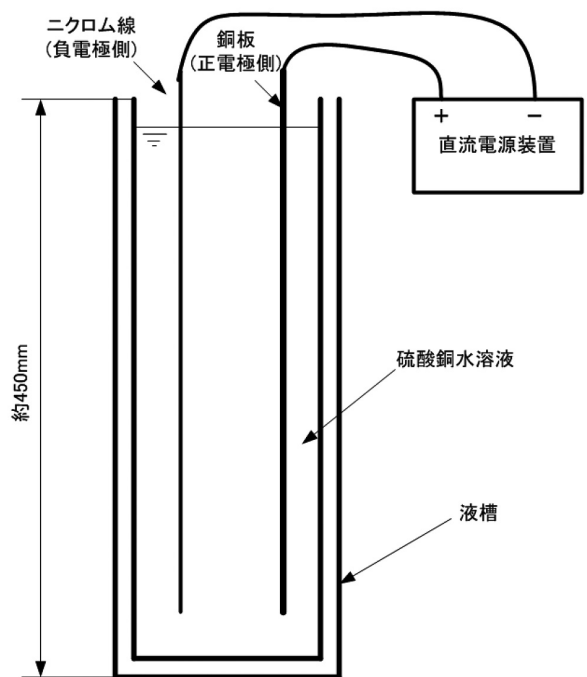 ニクロム線
(負電極側)
銅板
(正電極側)
+ −
直流電源装置
約450mm
硫酸銅水溶液
液槽